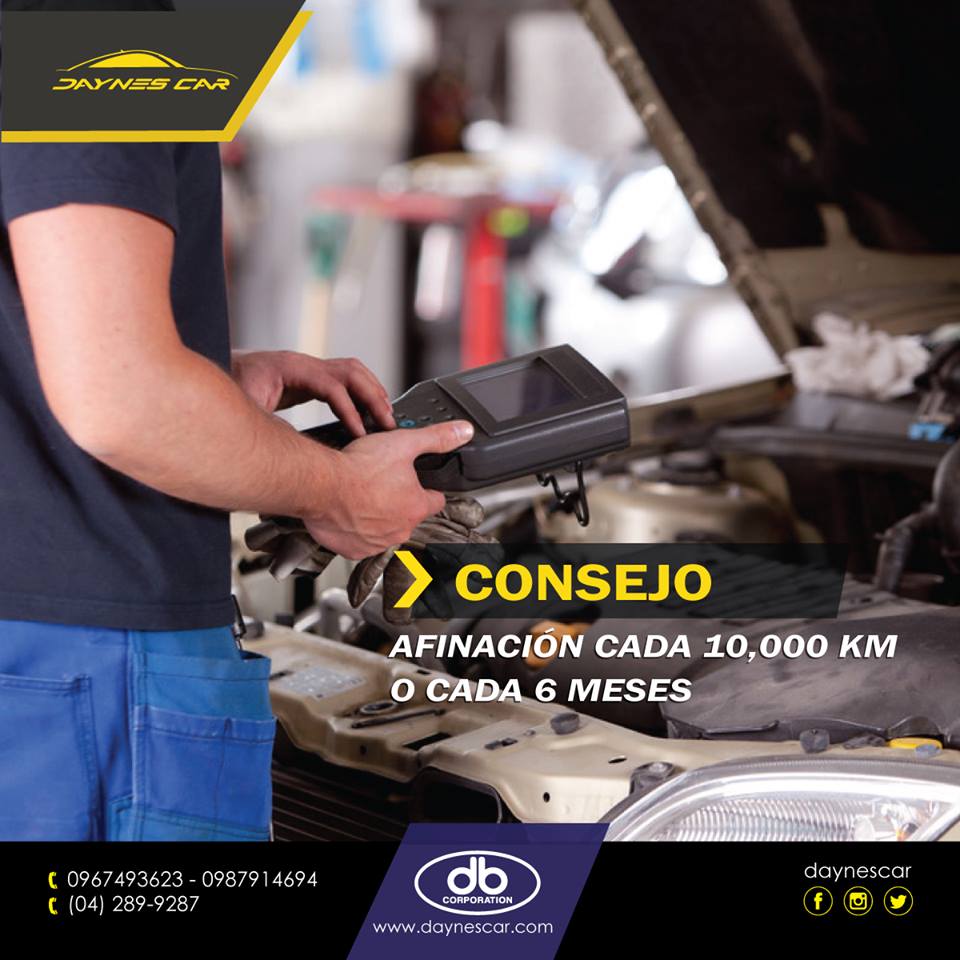 DAYNES CAR
CONSEJO
AFINACIÓN CADA 10,000 KM
O CADA 6 MESES
0967493623 - 0987914694
(04) 289-9287
db
CORPORATION
www.daynescar.com
daynescar